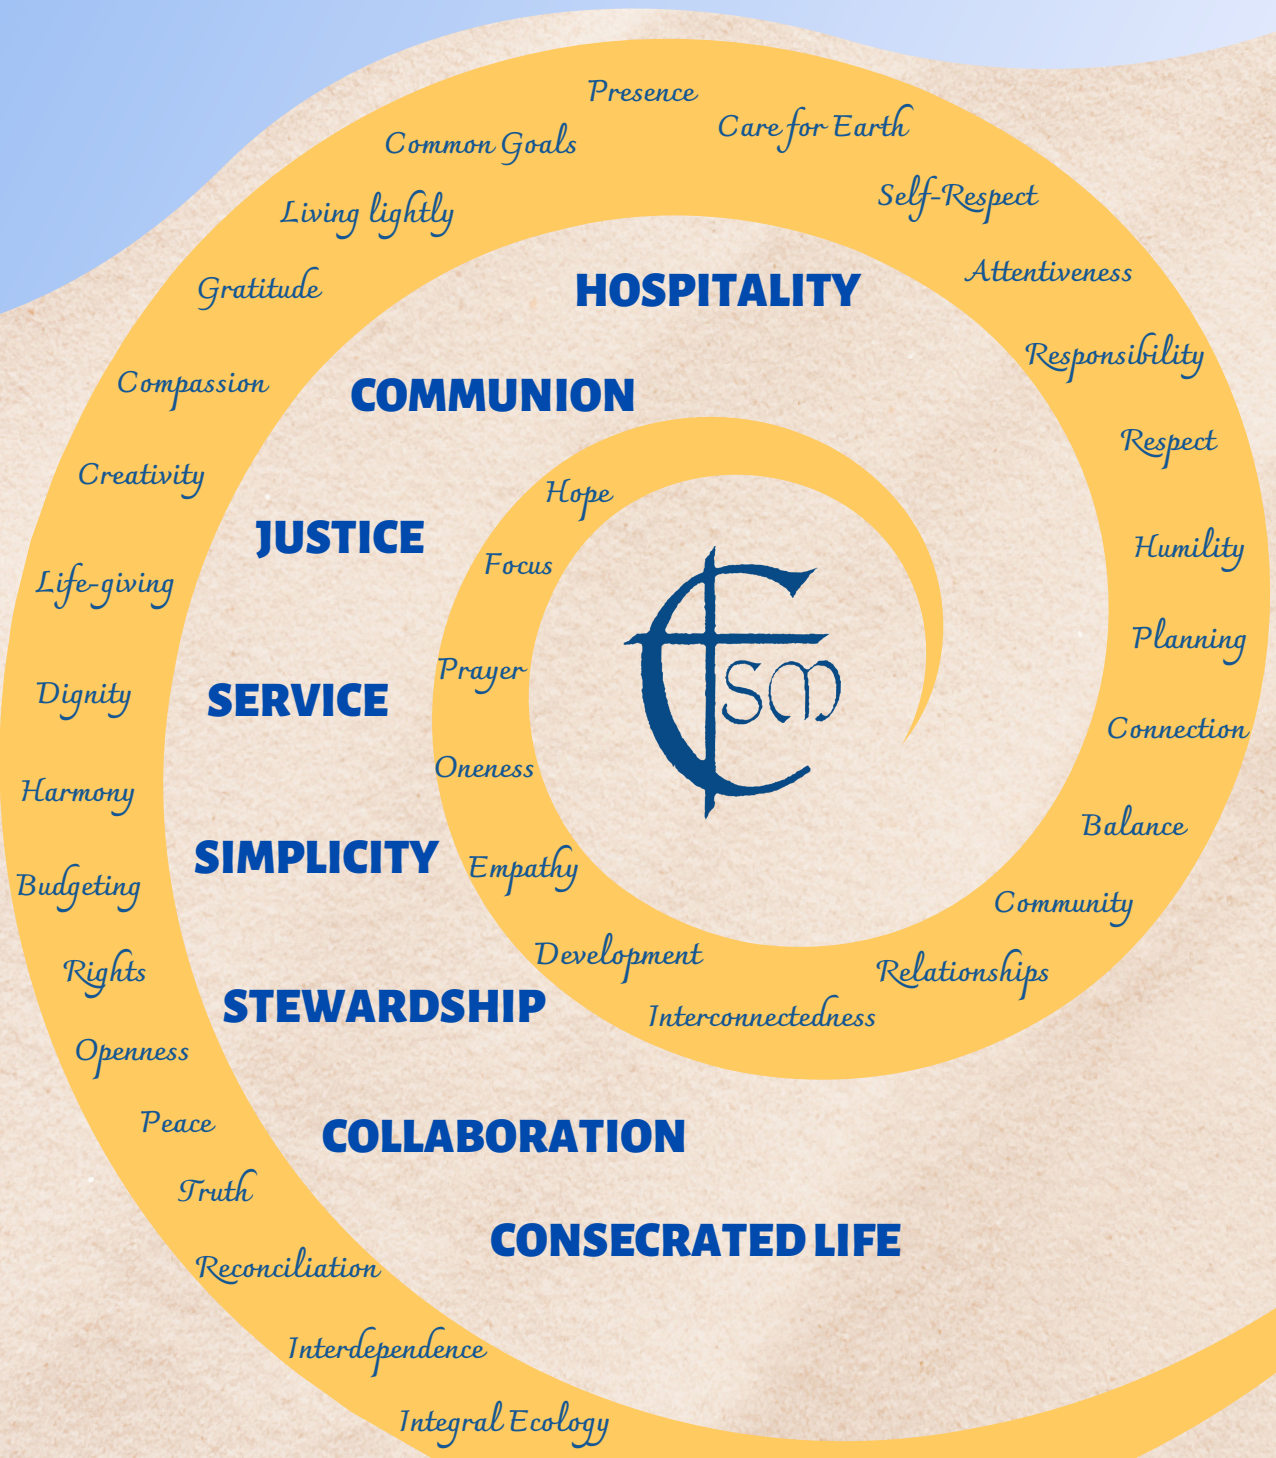 Presence
Care for Earth
Common Goals
Self-Respect
Living lightly
Attentiveness
Gratitude
HOSPITALITY
Responsibility
Compassion
COMMUNION
Respect
Creativity
Hope
JUSTICE
Humility
Focus
Life-giving
Planning
Prayer
SM
Dignity
SERVICE
Connection
Oneness
Harmony
Balance
SIMPLICITY
Empathy
Budgeting
Community
Development
Relationships
Rights
STEWARDSHIP
Interconnectedness
Openness
Peace
COLLABORATION
Truth
CONSECRATED LIFE
Reconciliation
Interdependence
Integral Ecology